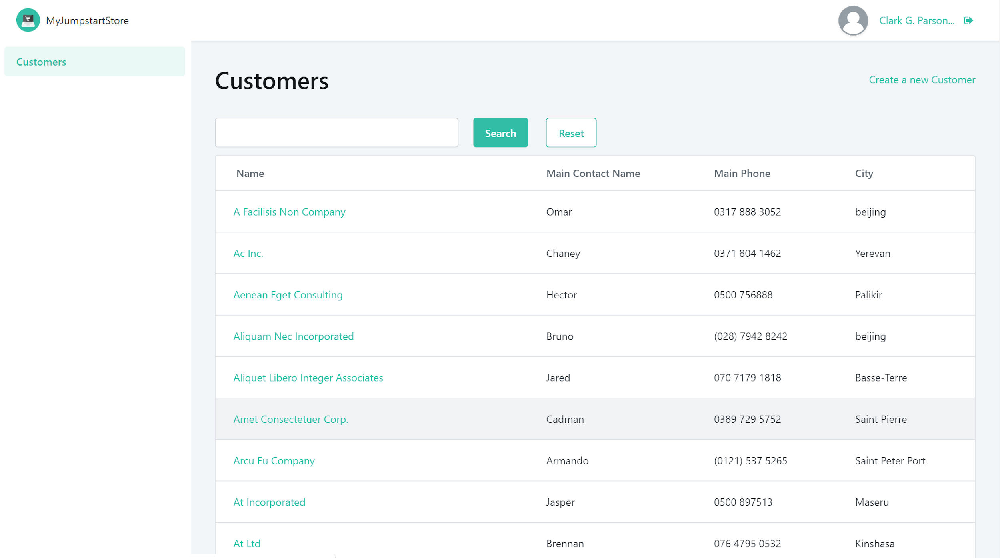 MyJumpstartStore
Clark G. Parson...
Customers
Customers
Create a new Customer
Search
Reset
Name Main Contact Name Main Phone City
A Facilisis Non Company Omar 0317 888 3052 beijing
Ac Inc. Chaney 0371 804 1462 Yerevan
Aenean Eget Consulting Hector 0500 756888 Palikir
Aliquam Nec Incorporated Bruno (028) 7942 8242 beijing
Aliquet Libero Integer Associates Jared 070 7179 1818 Basse-Terre
Amet Consectetuer Corp. Cadman 0389 729 5752 Saint Pierre
Arcu Eu Company Armando (0121) 537 5265 Saint Peter Port
At Incorporated Jasper 0500 897513 Maseru
At Ltd Brennan 076 4795 0532 Kinshasa